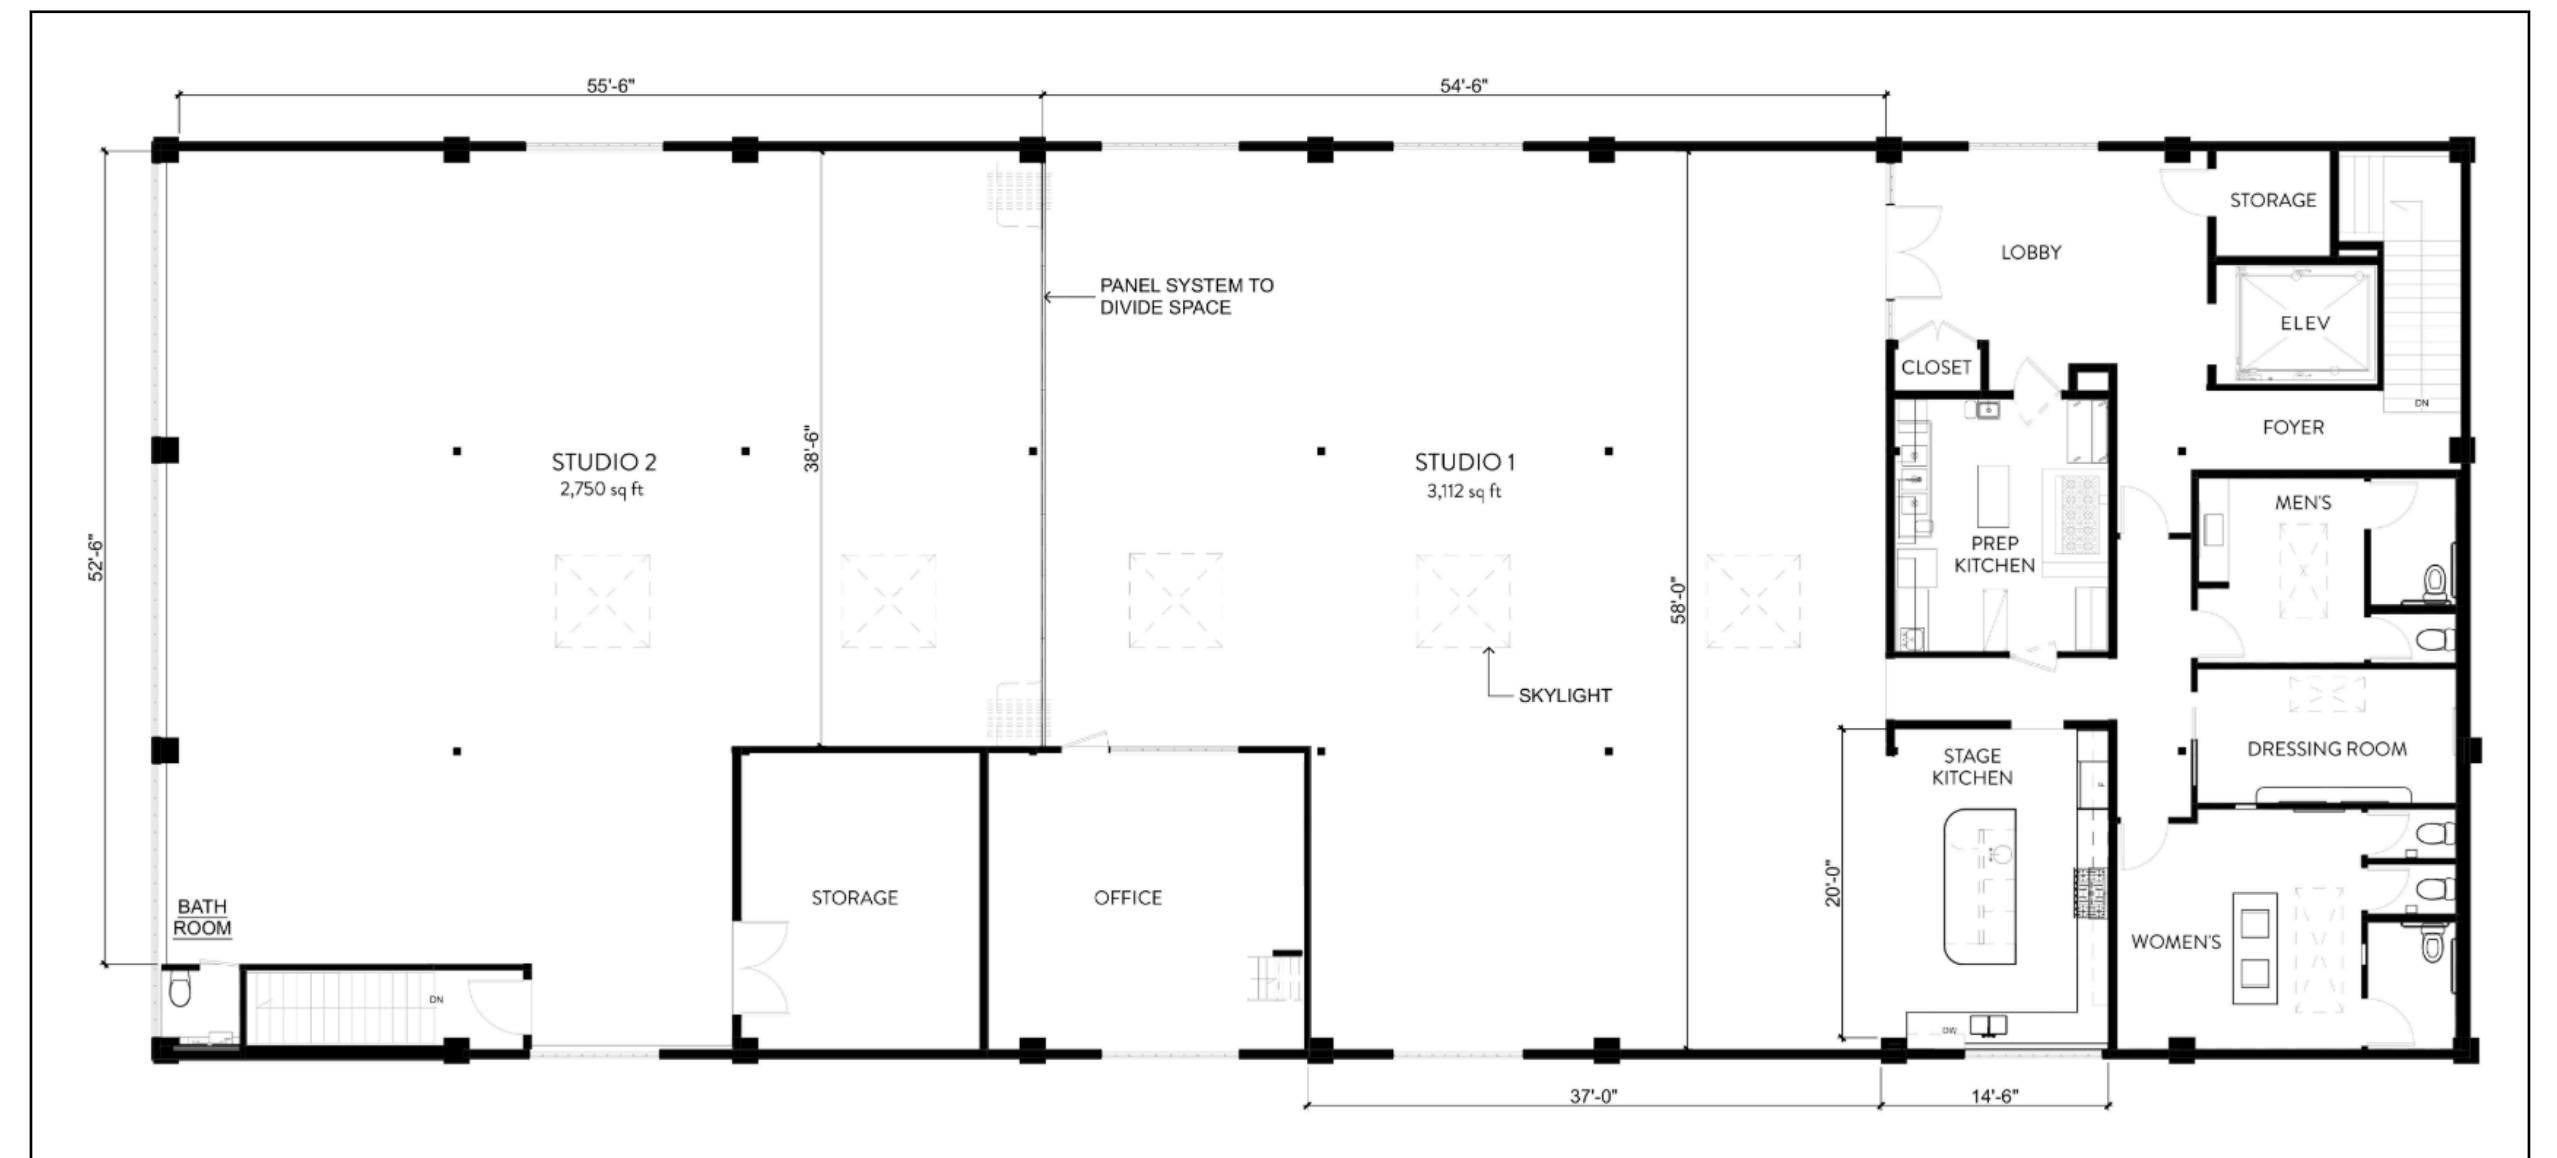 55'-6"
54'-6"
STORAGE
LOBBY
PANEL SYSTEM TO
DIVIDE SPACE
ELEV
CLOSET
DN
FOYER
38'-6"
STUDIO 2
2,750 sq ft
STUDIO 1
3,112 sq ft
MEN'S
52'-6"
PREP
KITCHEN
58'-0"
SKYLIGHT
STAGE
KITCHEN
DRESSING ROOM
F
20'-0"
STORAGE
OFFICE
BATH
ROOM
WOMEN'S
DN
DW
37'-0"
14'-6"